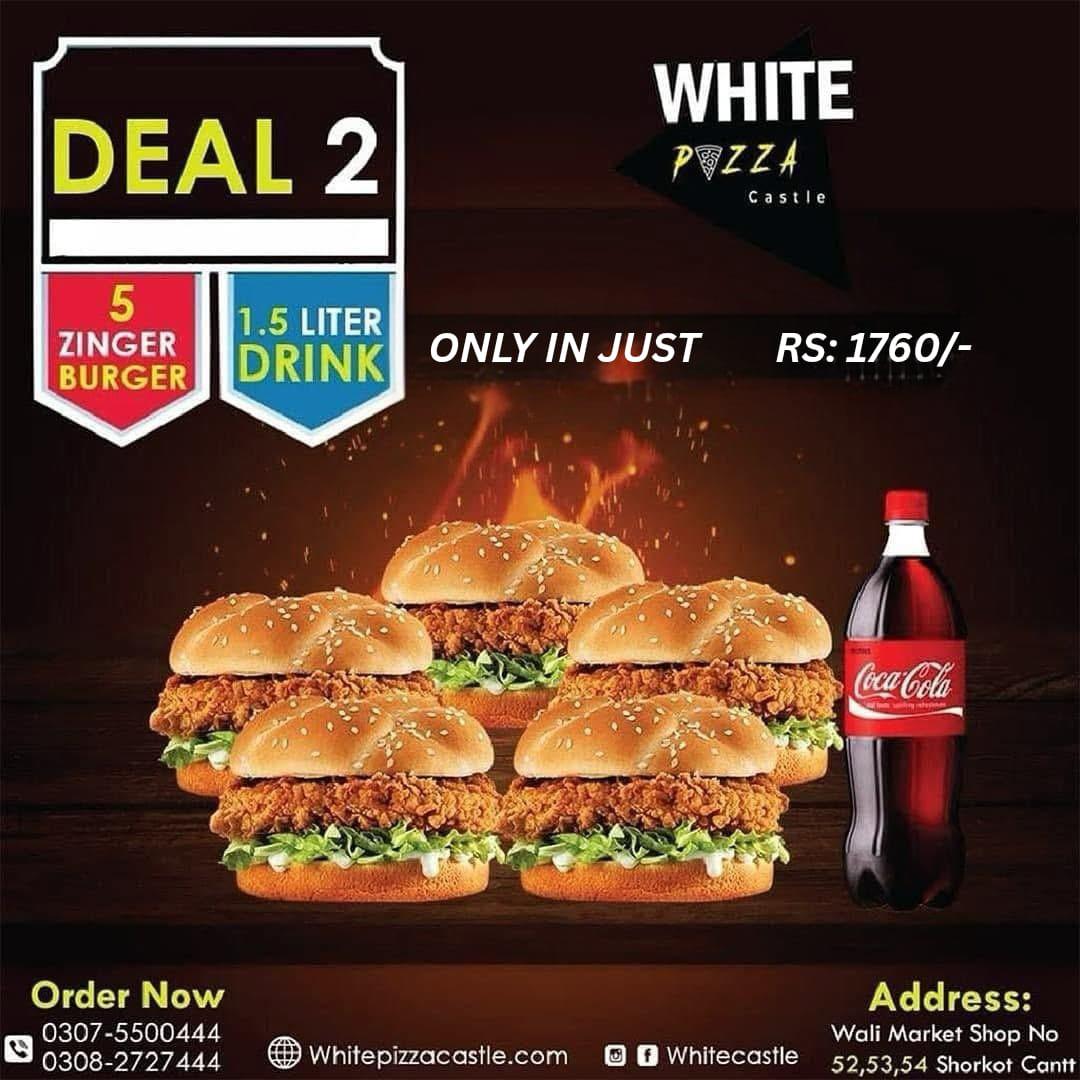 DEAL 2
5
ZINGER
BURGER
1.5 LITER
DRINK
WHITE
PIZZA
Castle
ONLY IN JUST RS: 1760/-
Coca-Cola
Order Now
0307-5500444
0308-2727444
Whitepizzacastle.com
Whitecastle
Address:
Wali Market Shop No
52,53,54 Shorkot Cantt